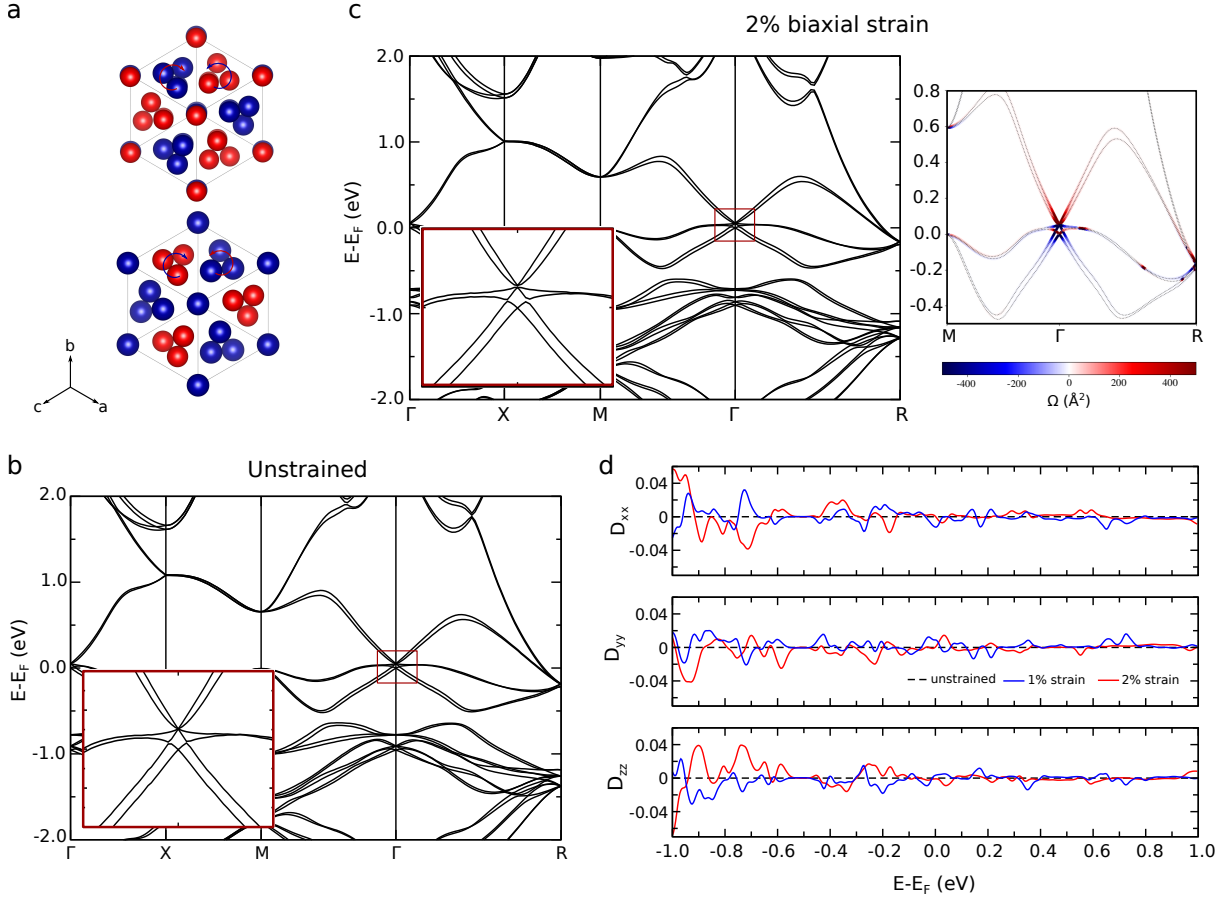 a
b
c
a
c
2% biaxial strain
E-E_F (eV)
2.0
1.0
0.0
-1.0
-2.0
Γ X M Γ R
0.8
0.6
0.4
0.2
0.0
-0.2
-0.4
M Γ R
-400 -200 0 200 400
Ω (Å²)
b
Unstrained
E-E_F (eV)
2.0
1.0
0.0
-1.0
-2.0
Γ X M Γ R
d
D_xx
0.04
0
-0.04
D_yy
0.04
0
-0.04
unstrained 1% strain 2% strain
D_zz
0.04
0
-0.04
-1.0 -0.8 -0.6 -0.4 -0.2 0.0 0.2 0.4 0.6 0.8 1.0
E-E_F (eV)